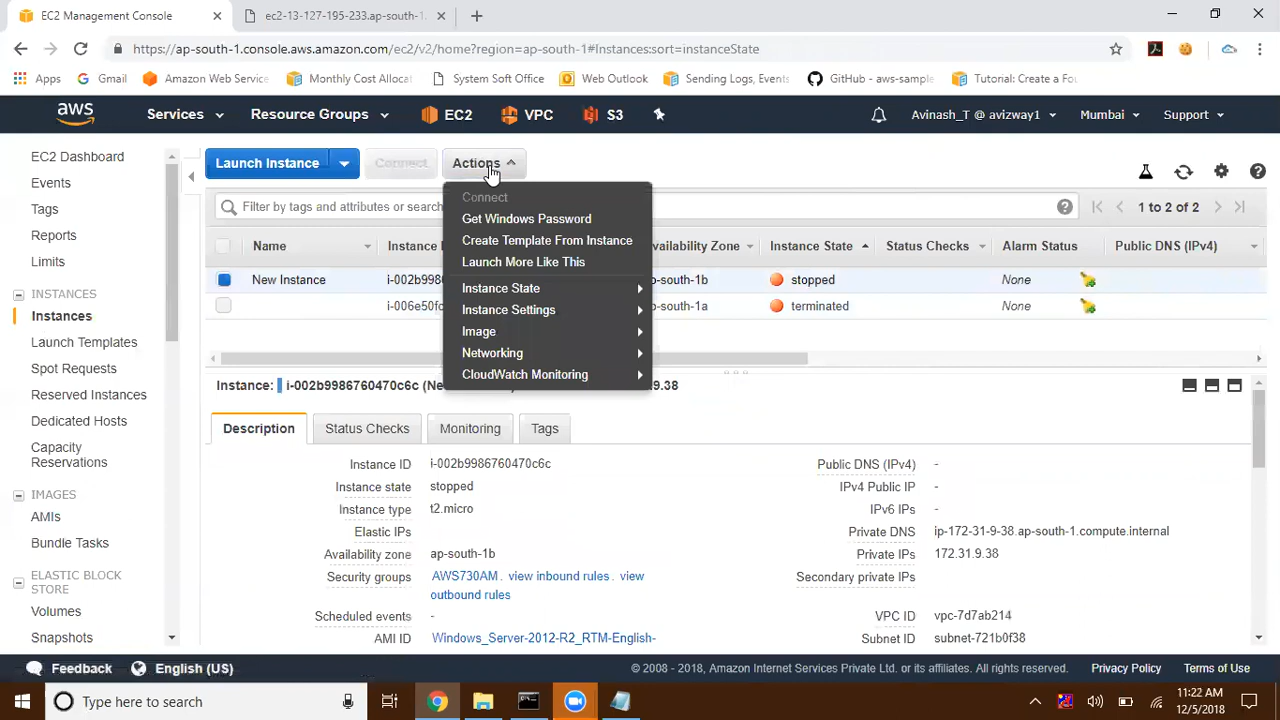 EC2 Management Console
ec2-13-127-195-233.ap-south-1.
https://ap-south-1.console.aws.amazon.com/ec2/v2/home?region=ap-south-1#Instances:sort=instanceState
Apps
Gmail
Amazon Web Service
Monthly Cost Allocat
System Soft Office
Web Outlook
Sending Logs, Events
GitHub - aws-sample
Tutorial: Create a Fou
aws
Services
Resource Groups
EC2
VPC
S3
Avinash_T @ avizway1
Mumbai
Support
EC2 Dashboard
Events
Tags
Reports
Limits
INSTANCES
Instances
Launch Templates
Spot Requests
Reserved Instances
Dedicated Hosts
Capacity
Reservations
IMAGES
AMIs
Bundle Tasks
ELASTIC BLOCK
STORE
Volumes
Snapshots
Launch Instance
Connect
Actions
Connect
Get Windows Password
Create Template From Instance
Launch More Like This
Instance State
Instance Settings
Image
Networking
CloudWatch Monitoring
Filter by tags and attributes or search
1 to 2 of 2
Name
Instance
Availability Zone
Instance State
Status Checks
Alarm Status
Public DNS (IPv4)
New Instance
i-002b998
ap-south-1b
stopped
None
i-006e50fc
ap-south-1a
terminated
None
Instance:
i-002b9986760470c6c (Ne
.9.38
Description
Status Checks
Monitoring
Tags
Instance ID i-002b9986760470c6c
Instance state stopped
Instance type t2.micro
Elastic IPs
Availability zone ap-south-1b
Security groups AWS730AM. view inbound rules. view
outbound rules
Scheduled events -
AMI ID Windows_Server-2012-R2_RTM-English-
Public DNS (IPv4) -
IPv4 Public IP -
IPv6 IPs -
Private DNS ip-172-31-9-38.ap-south-1.compute.internal
Private IPs 172.31.9.38
Secondary private IPs
VPC ID vpc-7d7ab214
Subnet ID subnet-721b0f38
Feedback
English (US)
© 2008 - 2018, Amazon Internet Services Private Ltd. or its affiliates. All rights reserved.
Privacy Policy
Terms of Use
Type here to search
11:22 AM
12/5/2018